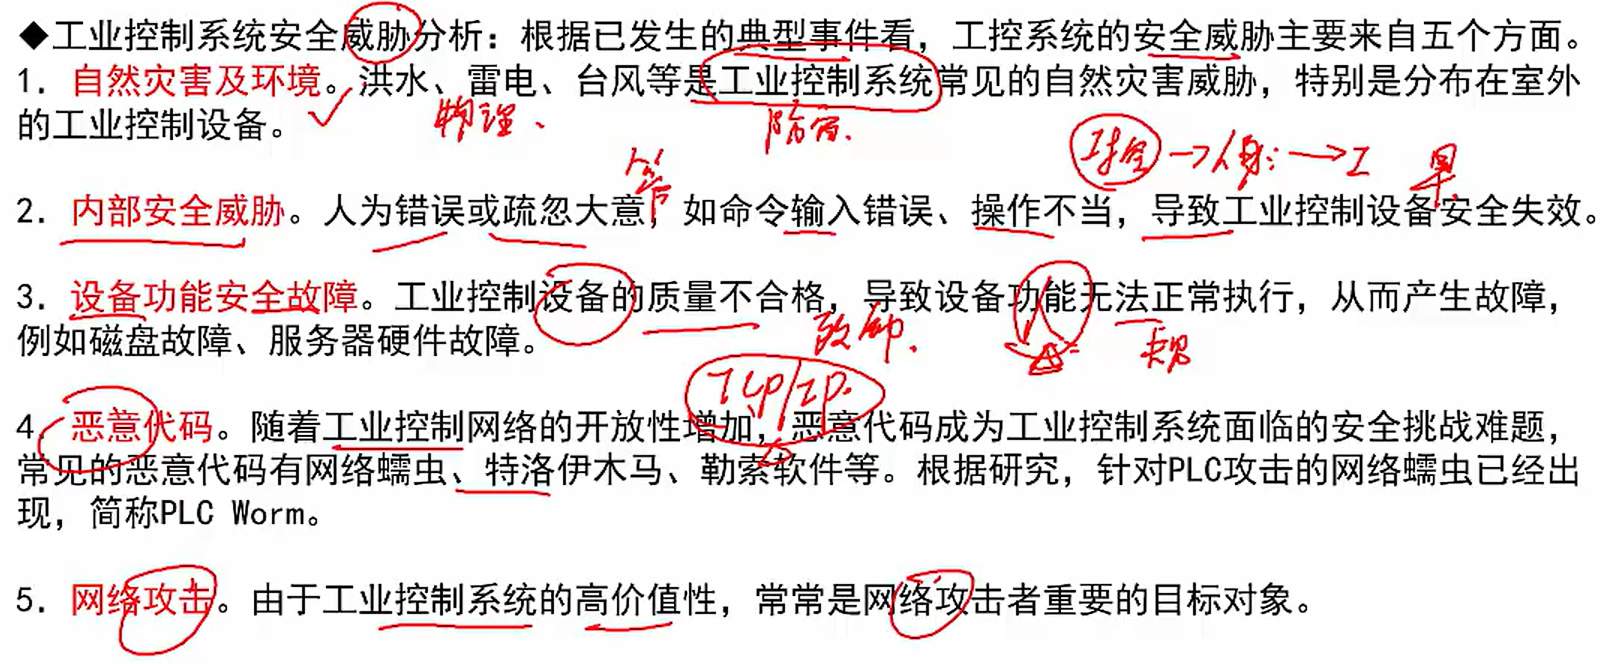 ◆工业控制系统安全威胁分析：根据已发生的典型事件看，工控系统的安全威胁主要来自五个方面。
1. 自然灾害及环境。洪水、雷电、台风等是工业控制系统常见的自然灾害威胁，特别是分布在室外
的工业控制设备。
物理、
工控
2. 内部安全威胁。人为错误或疏忽大意，如命令输入错误、操作不当，导致工业控制设备安全失效。
3. 设备功能安全故障。工业控制设备的质量不合格，导致设备功能无法正常执行，从而产生故障，
例如磁盘故障、服务器硬件故障。
TCP/IP.
4. 恶意代码。随着工业控制网络的开放性增加，恶意代码成为工业控制系统面临的安全挑战难题，
常见的恶意代码有网络蠕虫、特洛伊木马、勒索软件等。根据研究，针对PLC攻击的网络蠕虫已经出
现，简称PLC Worm。
5. 网络攻击。由于工业控制系统的高价值性，常常是网络攻击者重要的目标对象。